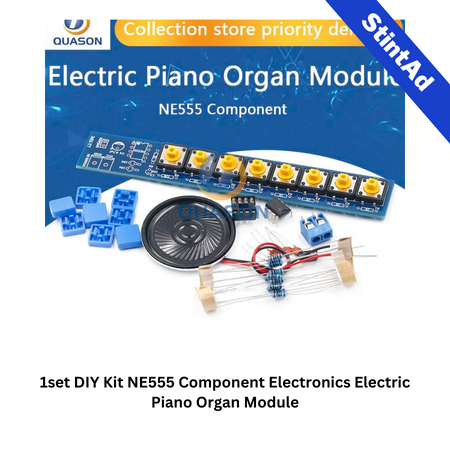 QUASON
Collection store priority de
StintAd
Electric Piano Organ Module
NE555 Component
QUASON
1set DIY Kit NE555 Component Electronics Electric
Piano Organ Module